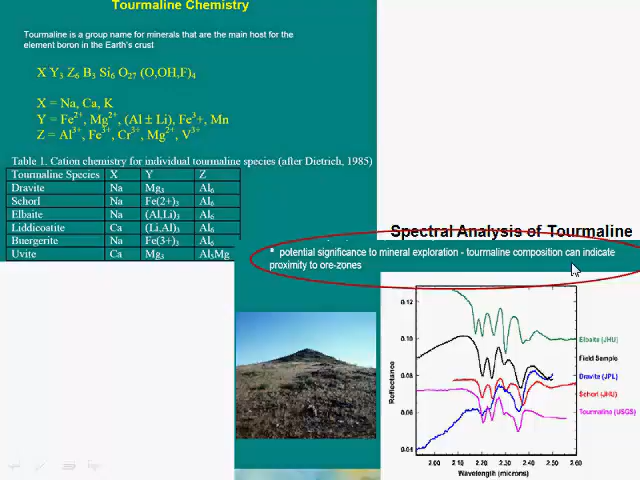 Tourmaline Chemistry
Tourmaline is a group name for minerals that are the main host for the
element boron in the Earth's crust
X Y3 Z6 B3 Si6 O27 (O,OH,F)4
X = Na, Ca, K
Y = Fe2+, Mg2+, (Al ± Li), Fe3+, Mn
Z = Al3+, Fe3+, Cr3+, Mg2+, V3+
Table 1. Cation chemistry for individual tourmaline species (after Dietrich, 1985)
Tourmaline Species X Y Z
Dravite Na Mg3 Al6
Schorl Na Fe(2+)3 Al6
Elbaite Na (Al,Li)3 Al6
Liddicoatite Ca (Li,Al)3 Al6
Buergerite Na Fe(3+)3 Al6
Uvite Ca Mg3 Al5Mg
Spectral Analysis of Tourmaline
potential significance to mineral exploration - tourmaline composition can indicate
proximity to ore-zones
0.12
0.10
0.08
0.06
0.04
Reflectance
2.00 2.10 2.20 2.30 2.40 2.50 2.60
Wavelength (microns)
Elbaite (JHU)
Field Sample
Dravite (JPL)
Schorl (JHU)
Tourmaline (USGS)